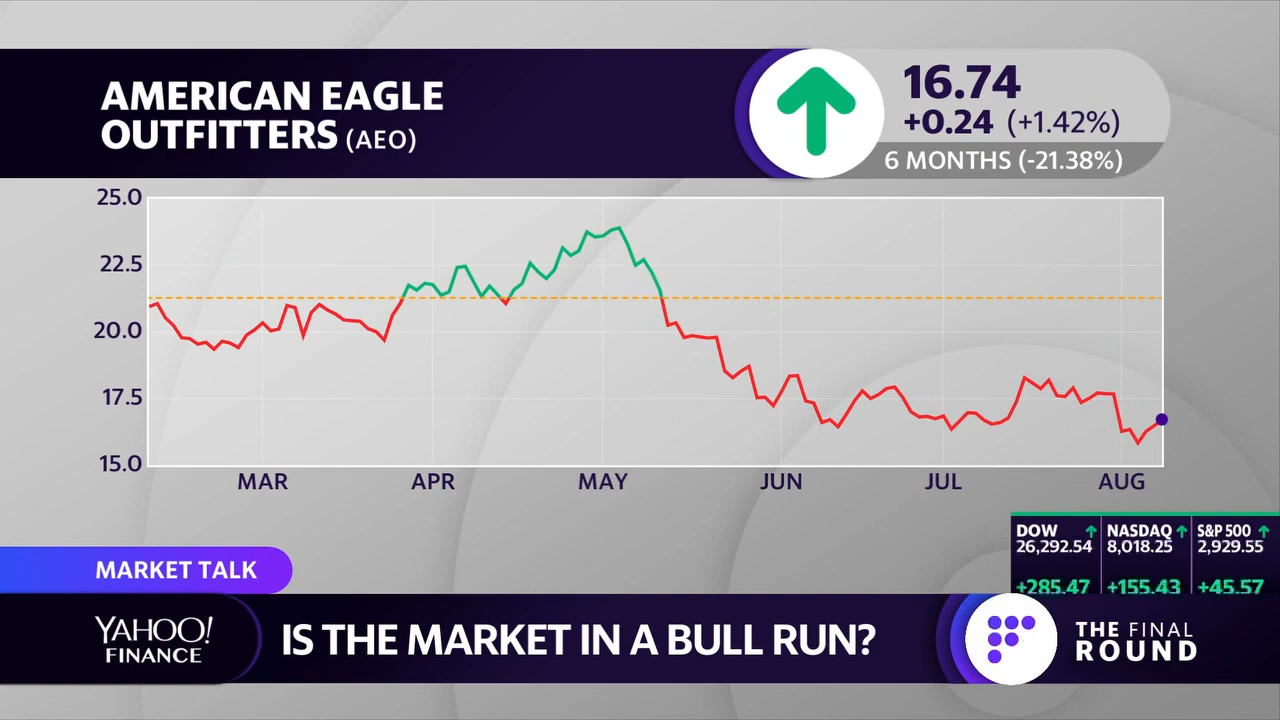 AMERICAN EAGLE
OUTFITTERS (AEO)
16.74
+0.24 (+1.42%)
6 MONTHS (-21.38%)
25.0
22.5
20.0
17.5
15.0
MAR APR MAY JUN JUL AUG
DOW NASDAQ S&P 500
26,292.54 8,018.25 2,929.55
+285.47 +155.43 +45.57
MARKET TALK
YAHOO!
FINANCE
IS THE MARKET IN A BULL RUN?
THE FINAL
ROUND